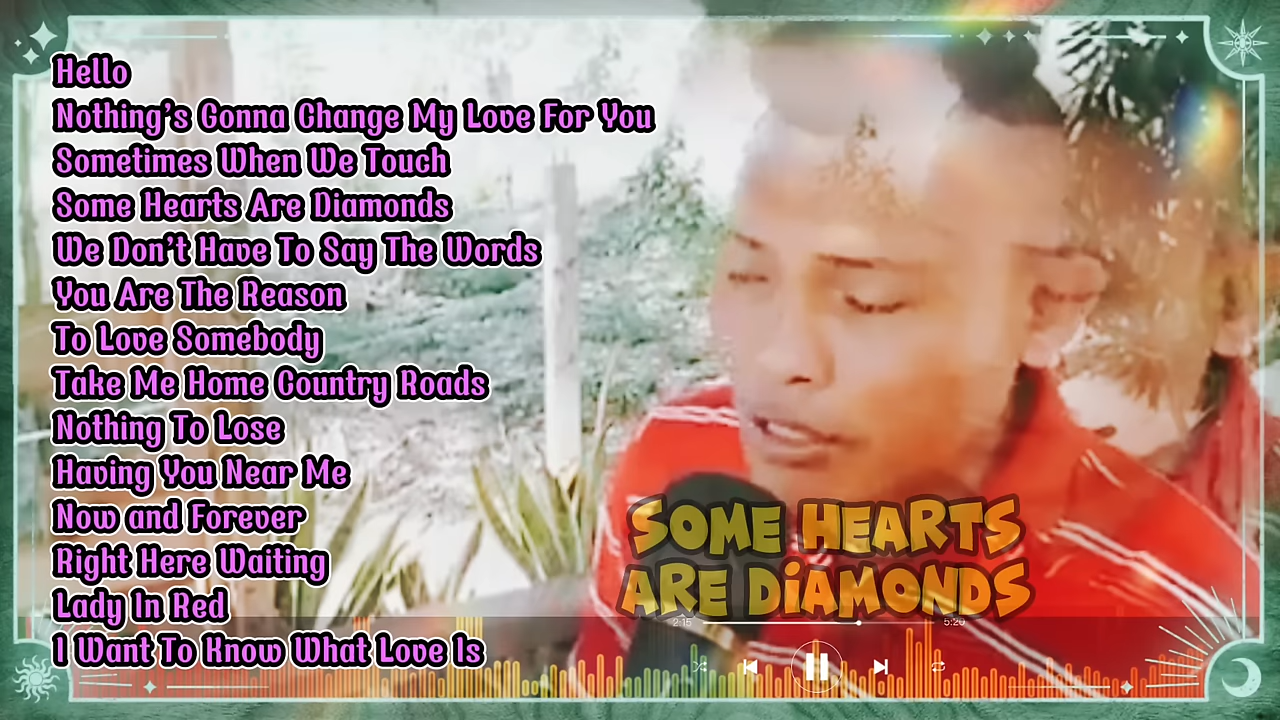 Hello
Nothing's Gonna Change My Love For You
Sometimes When We Touch
Some Hearts Are Diamonds
We Don't Have To Say The Words
You Are The Reason
To Love Somebody
Take Me Home Country Roads
Nothing To Lose
Having You Near Me
Now and Forever
Right Here Waiting
Lady In Red
I Want To Know What Love Is
SOME HEARTS
ARE DiAMONDS
2:15 5:20